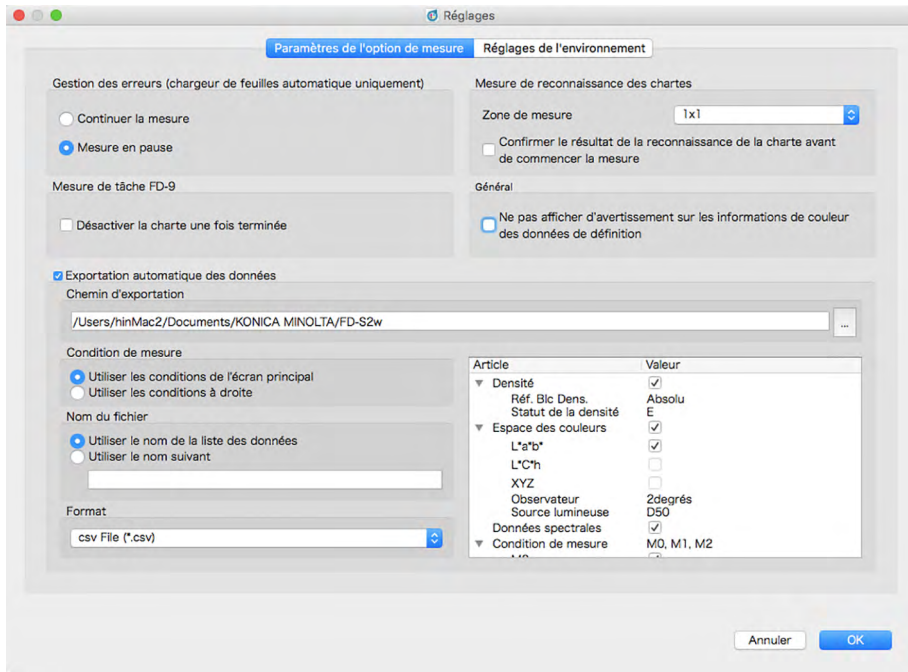 Réglages
Paramètres de l'option de mesure
Réglages de l'environnement
Gestion des erreurs (chargeur de feuilles automatique uniquement)
Continuer la mesure
Mesure en pause
Mesure de reconnaissance des chartes
Zone de mesure
1x1
Confirmer le résultat de la reconnaissance de la charte avant
de commencer la mesure
Mesure de tâche FD-9
Désactiver la charte une fois terminée
Général
Ne pas afficher d'avertissement sur les informations de couleur
des données de définition
Exportation automatique des données
Chemin d'exportation
/Users/hinMac2/Documents/KONICA MINOLTA/FD-S2w
...
Condition de mesure
Utiliser les conditions de l'écran principal
Utiliser les conditions à droite
Nom du fichier
Utiliser le nom de la liste des données
Utiliser le nom suivant
Format
csv File (*.csv)
Article Valeur
Densité
Réf. Blc Dens. Absolu
Statut de la densité E
Espace des couleurs
L*a*b*
L*C*h
XYZ
Observateur 2degrés
Source lumineuse D50
Données spectrales
Condition de mesure M0, M1, M2
Annuler
OK